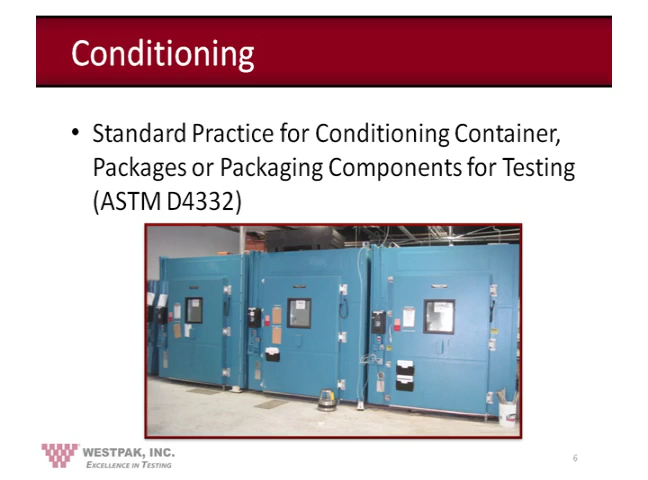 Conditioning
• Standard Practice for Conditioning Container,
Packages or Packaging Components for Testing
(ASTM D4332)
WESTPAK, INC.
EXCELLENCE IN TESTING
6